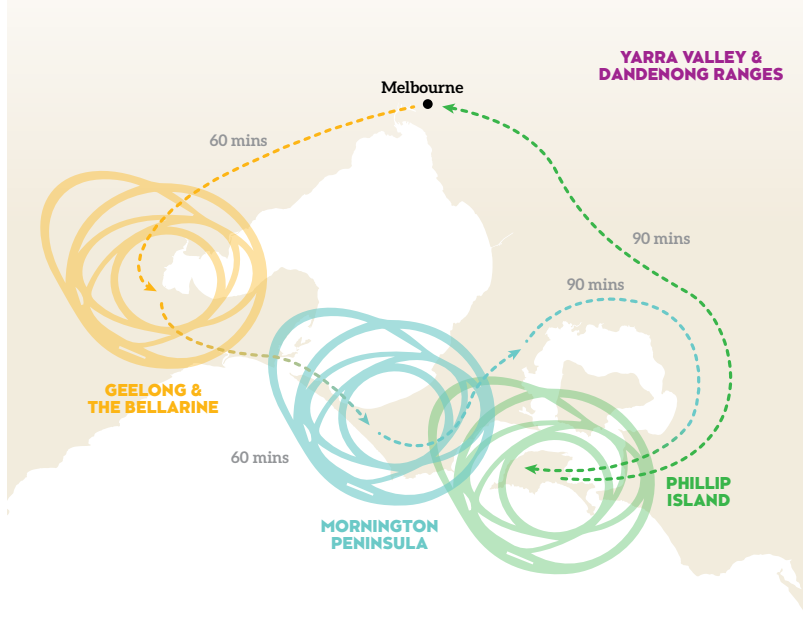 YARRA VALLEY &
DANDENONG RANGES
Melbourne
60 mins
90 mins
90 mins
GEELONG &
THE BELLARINE
60 mins
PHILLIP
ISLAND
MORNINGTON
PENINSULA